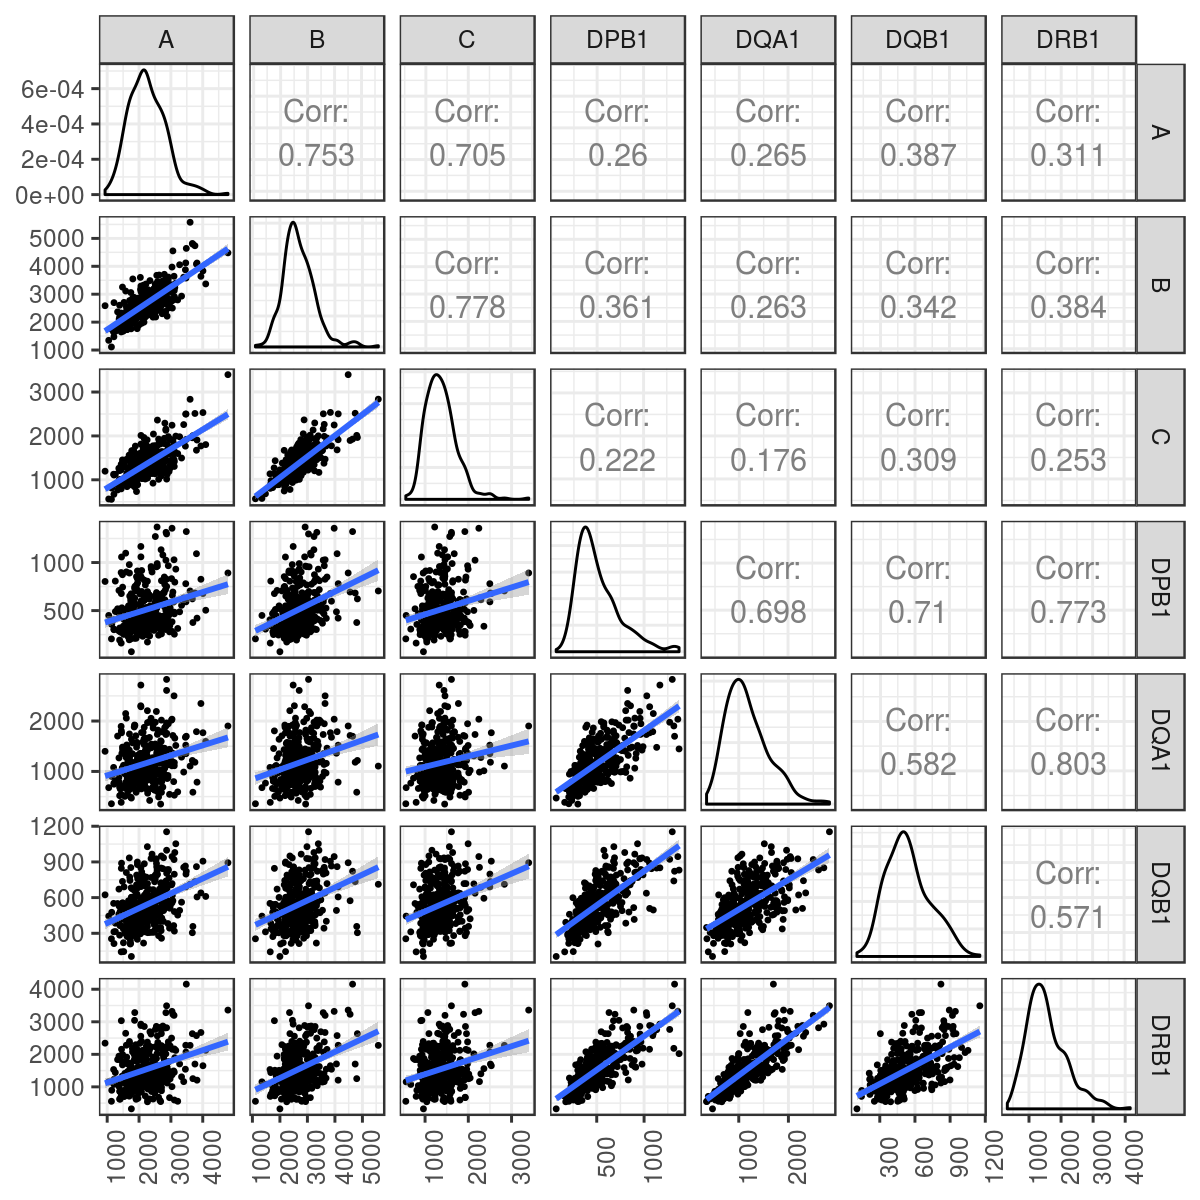 A B C DPB1 DQA1 DQB1 DRB1
6e-04
4e-04
2e-04
0e+00
Corr:
0.753
Corr:
0.705
Corr:
0.26
Corr:
0.265
Corr:
0.387
Corr:
0.311
A
5000
4000
3000
2000
1000
Corr:
0.778
Corr:
0.361
Corr:
0.263
Corr:
0.342
Corr:
0.384
B
3000
2000
1000
Corr:
0.222
Corr:
0.176
Corr:
0.309
Corr:
0.253
C
1000
500
Corr:
0.698
Corr:
0.71
Corr:
0.773
DPB1
2000
1000
Corr:
0.582
Corr:
0.803
DQA1
1200
900
600
300
Corr:
0.571
DQB1
4000
3000
2000
1000
DRB1
1000 2000 3000 4000 1000 2000 3000 4000 5000 1000 2000 3000 500 1000 1000 2000 300 600 900 1200 1000 2000 3000 4000